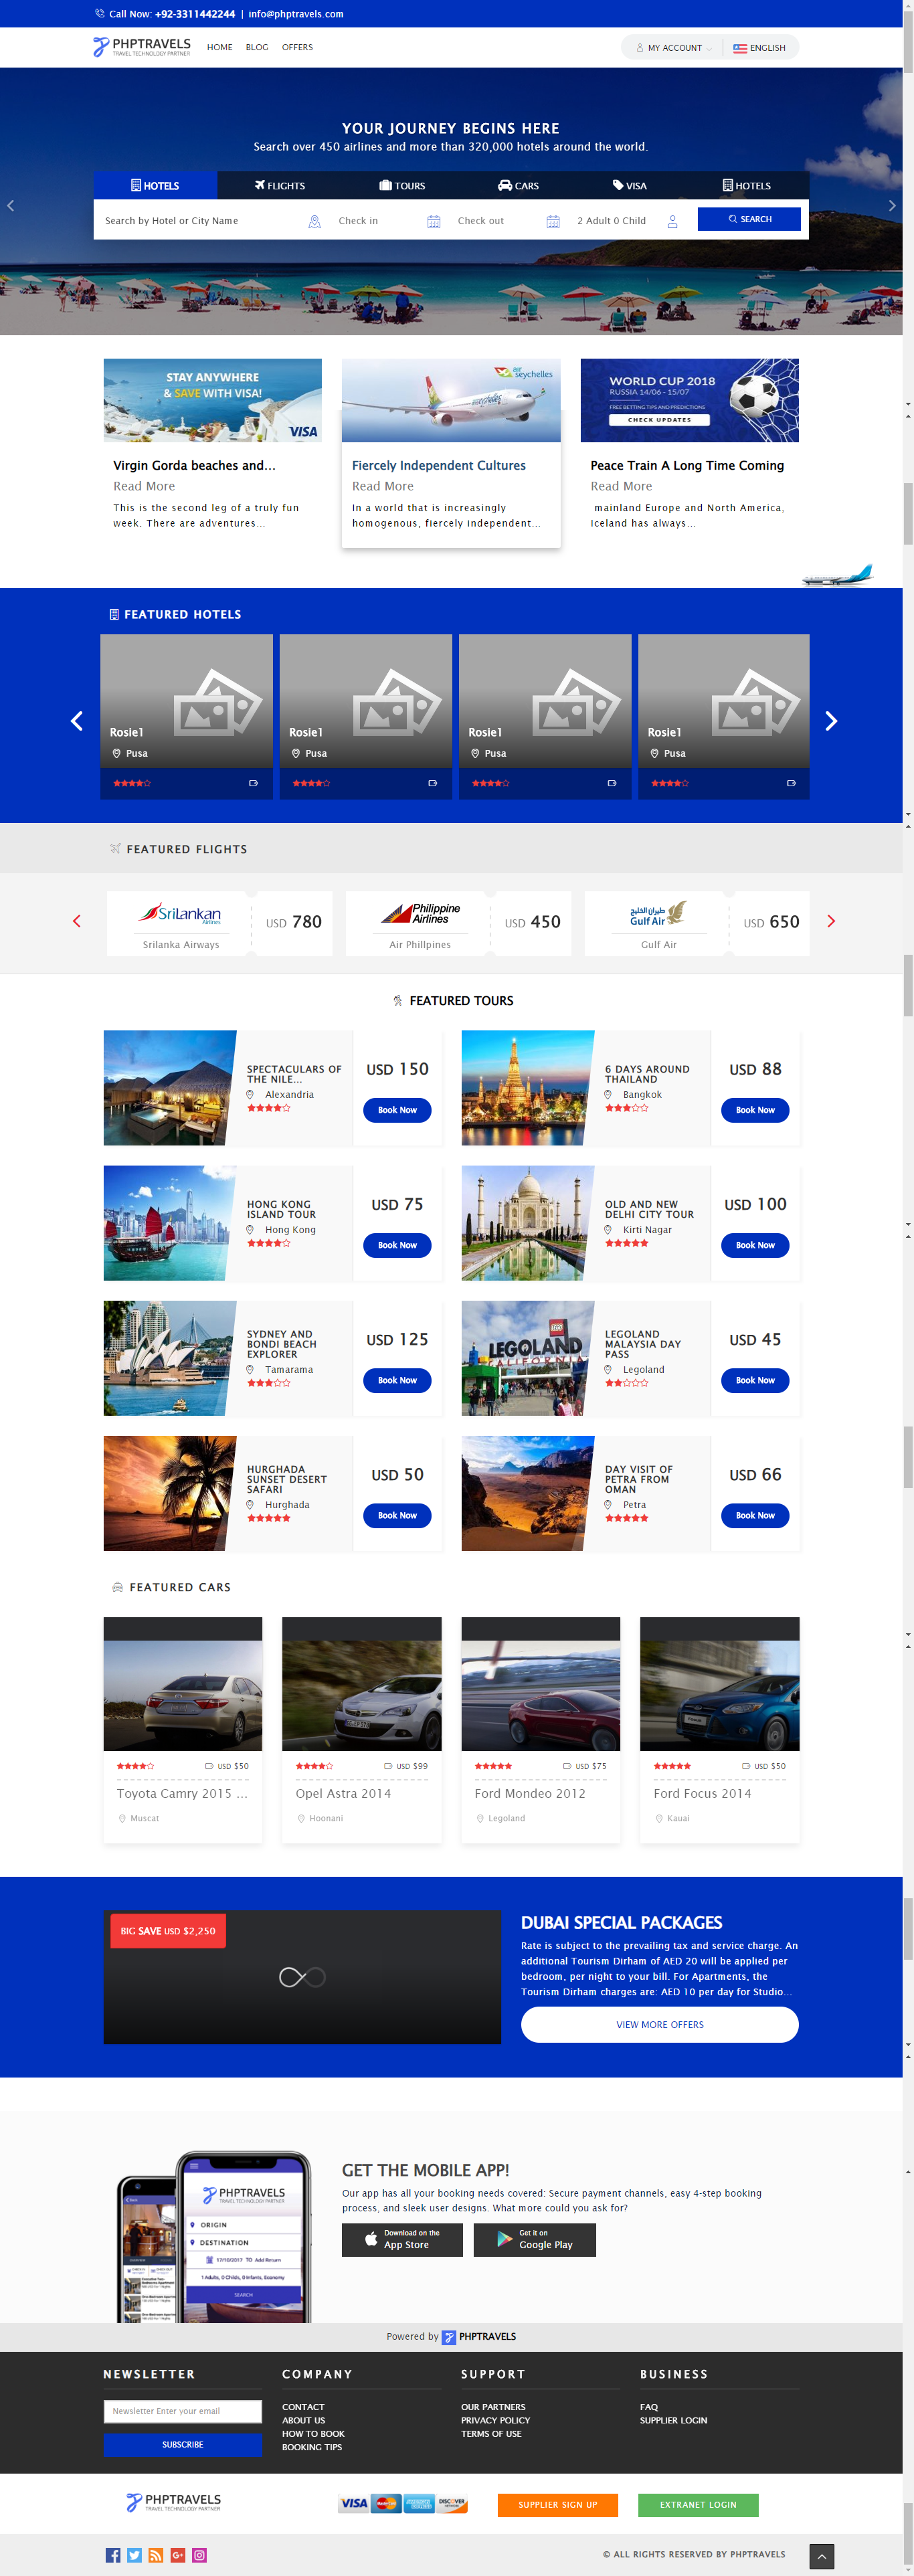 Call Now: +92-3311442244 | info@phptravels.com
PHPTRAVELS
TRAVEL TECHNOLOGY PARTNER
HOME BLOG OFFERS
MY ACCOUNT ENGLISH
YOUR JOURNEY BEGINS HERE
Search over 450 airlines and more than 320,000 hotels around the world.
HOTELS FLIGHTS TOURS CARS VISA HOTELS
Search by Hotel or City Name Check in Check out 2 Adult 0 Child SEARCH
STAY ANYWHERE
& SAVE WITH VISA!
VISA
air seychelles
WORLD CUP 2018
RUSSIA 14/06 - 15/07
FREE BETTING TIPS AND PREDICTIONS
CHECK UPDATES
Virgin Gorda beaches and...
Read More
This is the second leg of a truly fun
week. There are adventures...
Fiercely Independent Cultures
Read More
In a world that is increasingly
homogenous, fiercely independent...
Peace Train A Long Time Coming
Read More
mainland Europe and North America,
Iceland has always...
FEATURED HOTELS
Rosie1 Rosie1 Rosie1 Rosie1
Pusa Pusa Pusa Pusa
FEATURED FLIGHTS
SriLankan
Airlines
Srilanka Airways
USD 780
Philippine
Airlines
Air Phillpines
USD 450
طيران الخليج
Gulf Air
Gulf Air
USD 650
FEATURED TOURS
SPECTACULARS OF
THE NILE...
Alexandria
USD 150
Book Now
6 DAYS AROUND
THAILAND
Bangkok
USD 88
Book Now
HONG KONG
ISLAND TOUR
Hong Kong
USD 75
Book Now
OLD AND NEW
DELHI CITY TOUR
Kirti Nagar
USD 100
Book Now
SYDNEY AND
BONDI BEACH
EXPLORER
Tamarama
USD 125
Book Now
LEGO
LEGOLAND
CALIFORNIA
LEGOLAND
MALAYSIA DAY
PASS
Legoland
USD 45
Book Now
HURGHADA
SUNSET DESERT
SAFARI
Hurghada
USD 50
Book Now
DAY VISIT OF
PETRA FROM
OMAN
Petra
USD 66
Book Now
FEATURED CARS
USD $50
Toyota Camry 2015 ...
Muscat
USD $99
Opel Astra 2014
Hoonani
USD $75
Ford Mondeo 2012
Legoland
USD $50
Ford Focus 2014
Kauai
BIG SAVE USD $2,250
DUBAI SPECIAL PACKAGES
Rate is subject to the prevailing tax and service charge. An
additional Tourism Dirham of AED 20 will be applied per
bedroom, per night to your bill. For Apartments, the
Tourism Dirham charges are: AED 10 per day for Studio...
VIEW MORE OFFERS
PHPTRAVELS
TRAVEL TECHNOLOGY PARTNER
ORIGIN
DESTINATION
17/10/2017 TO Add Return
1 Adults, 0 Childs, 0 Infants, Economy
SEARCH
GET THE MOBILE APP!
Our app has all your booking needs covered: Secure payment channels, easy 4-step booking
process, and sleek user designs. What more could you ask for?
Download on the
App Store
Get it on
Google Play
Powered by PHPTRAVELS
NEWSLETTER
Newsletter Enter your email
SUBSCRIBE
COMPANY
CONTACT
ABOUT US
HOW TO BOOK
BOOKING TIPS
SUPPORT
OUR PARTNERS
PRIVACY POLICY
TERMS OF USE
BUSINESS
FAQ
SUPPLIER LOGIN
PHPTRAVELS
TRAVEL TECHNOLOGY PARTNER
VISA MasterCard DISCOVER
SUPPLIER SIGN UP
EXTRANET LOGIN
© ALL RIGHTS RESERVED BY PHPTRAVELS